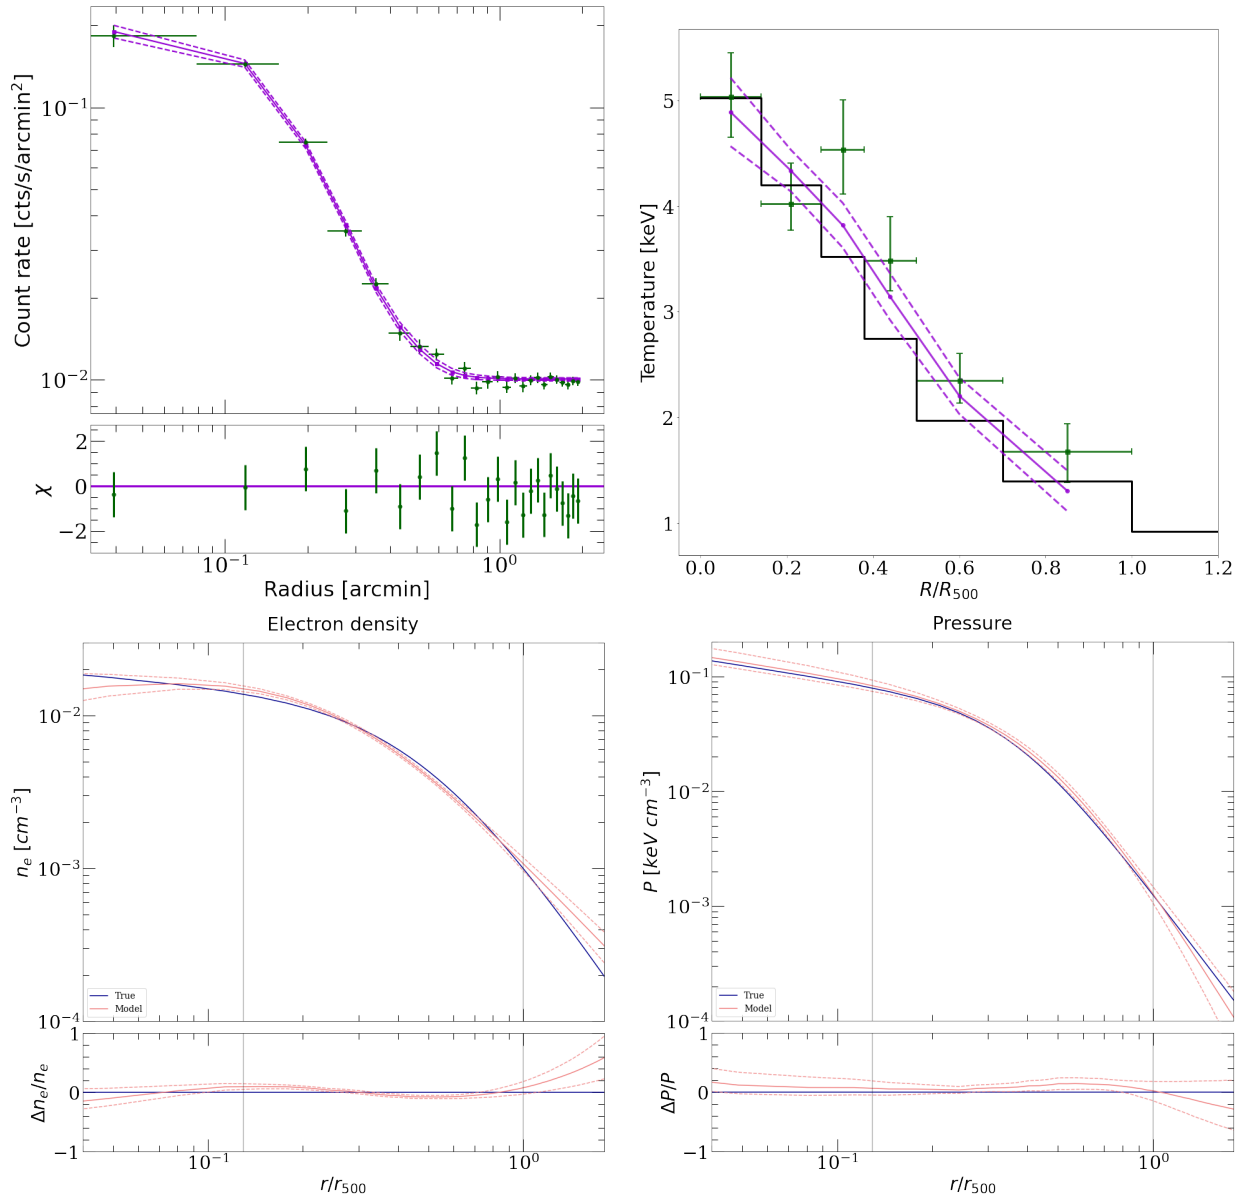 Count rate [cts/s/arcmin²]
10⁻¹
10⁻²
χ
2
0
−2
10⁻¹
10⁰
Radius [arcmin]
Temperature [keV]
5
4
3
2
1
0.0
0.2
0.4
0.6
0.8
1.0
1.2
R/R₅₀₀
Electron density
nₑ [cm⁻³]
10⁻²
10⁻³
10⁻⁴
True
Model
Δnₑ/nₑ
1
0
−1
10⁻¹
10⁰
r/r₅₀₀
Pressure
P [keV cm⁻³]
10⁻¹
10⁻²
10⁻³
10⁻⁴
True
Model
ΔP/P
1
0
−1
10⁻¹
10⁰
r/r₅₀₀